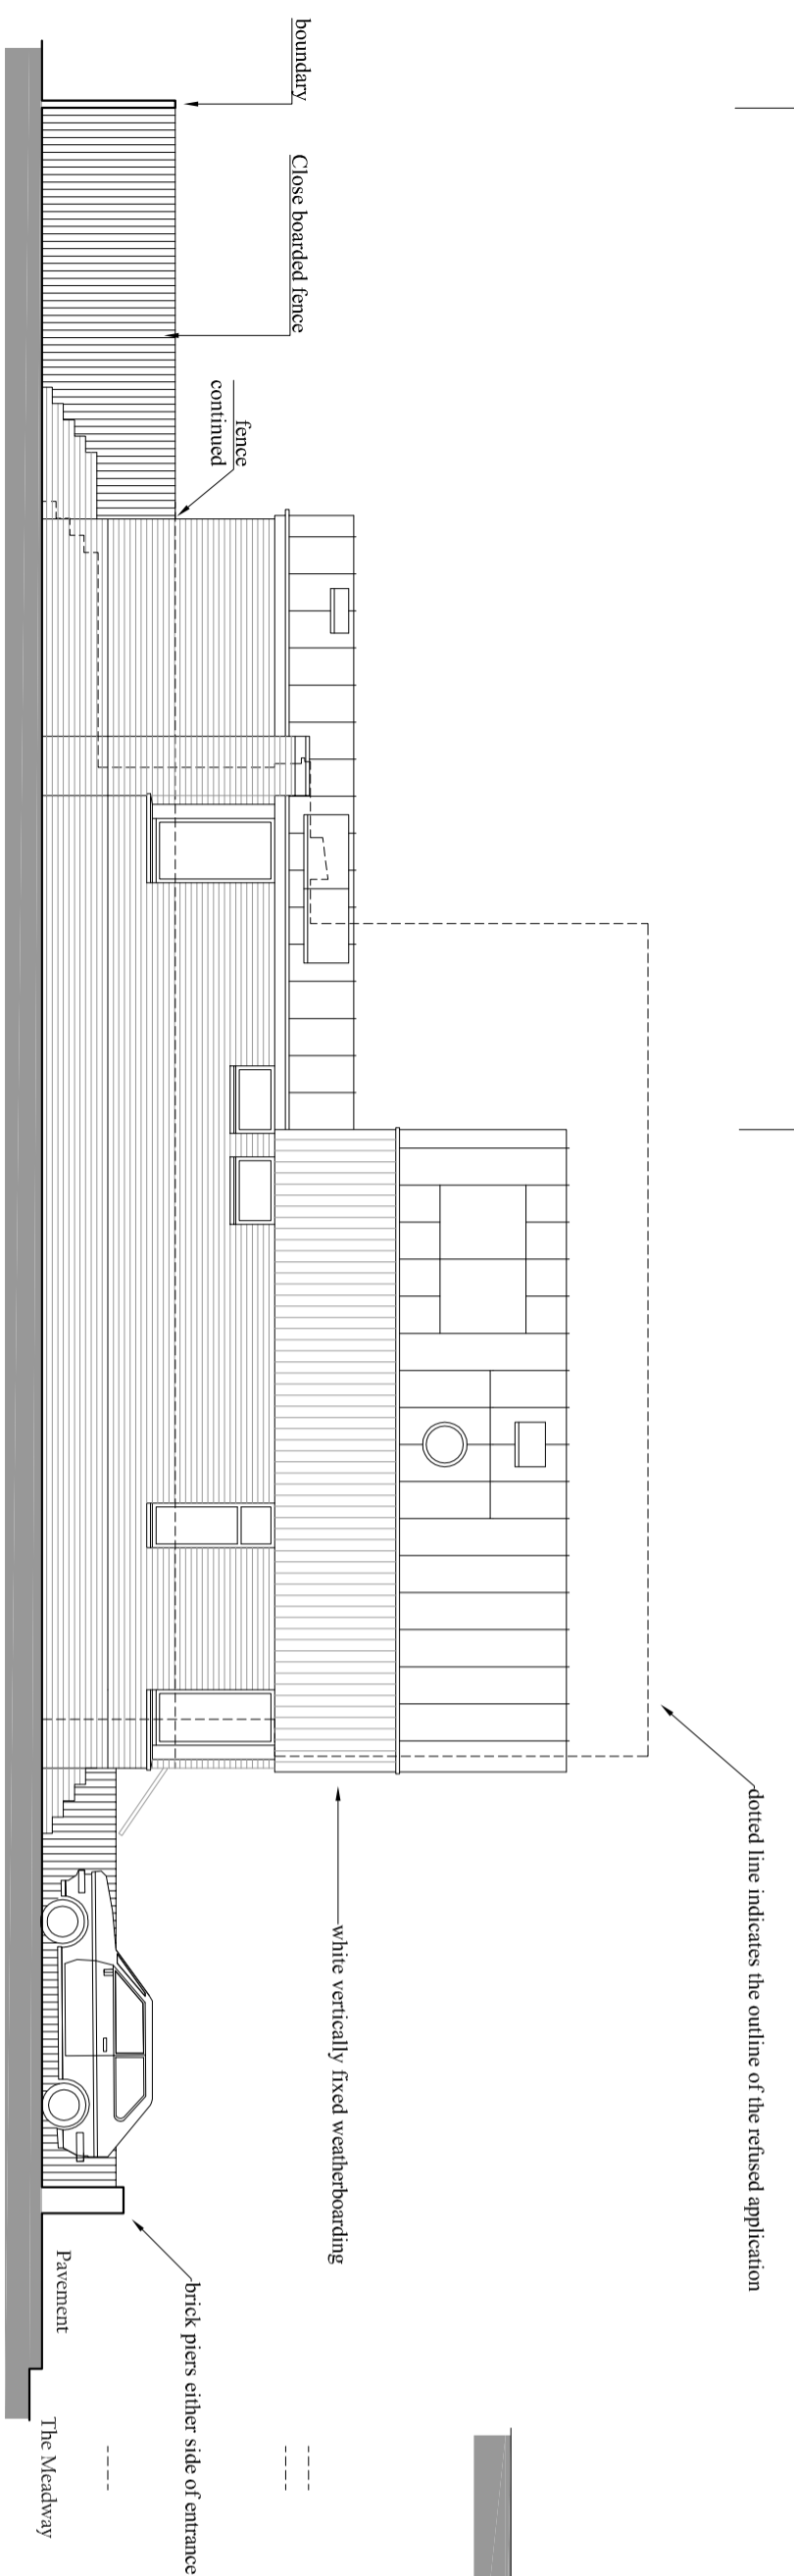 boundary
Close boarded fence
fence
continued
dotted line indicates the outline of the refused application
white vertically fixed weatherboarding
brick piers either side of entrance
Pavement
The Meadway